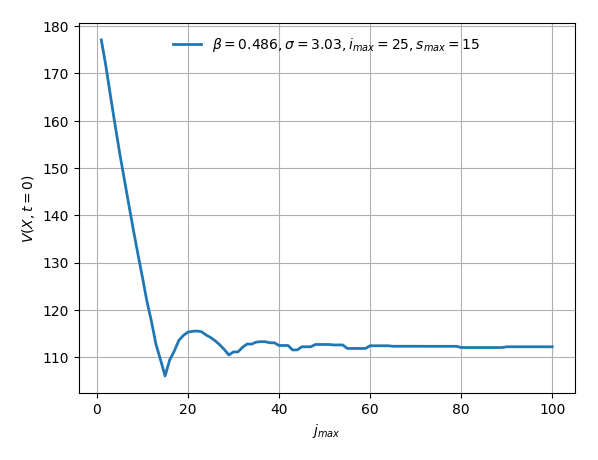 β = 0.486, σ = 3.03, i_max = 25, s_max = 15
180
170
160
150
140
130
120
110
V(X, t = 0)
0 20 40 60 80 100
j_max